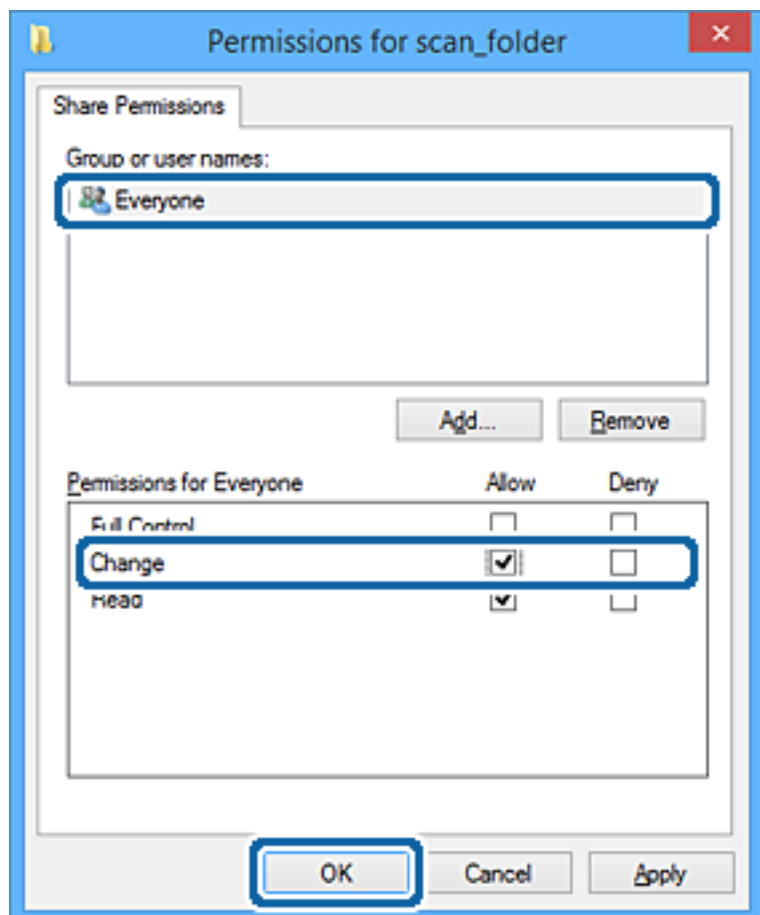 Permissions for scan_folder
Share Permissions
Group or user names:
Everyone
Add... Remove
Permissions for Everyone Allow Deny
Full Control
Change
Read
OK Cancel Apply